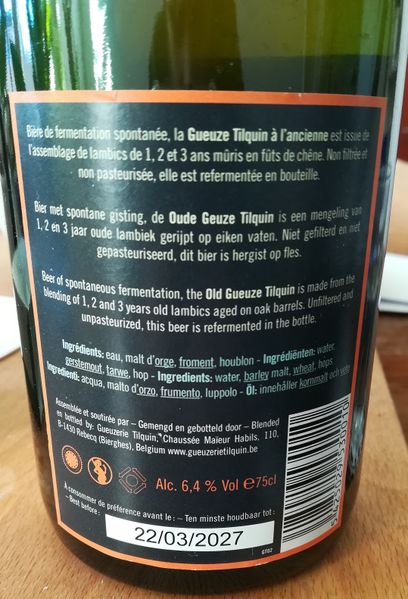 Bière de fermentation spontanée, la Gueuze Tilquin à l'ancienne est issue de
l'assemblage de lambics de 1, 2 et 3 ans mûris en fûts de chêne. Non filtrée et
non pasteurisée, elle est refermentée en bouteille.
Bier met spontane gisting, de Oude Geuze Tilquin is een mengeling van
1, 2 en 3 jaar oude lambiek gerijpt op eiken vaten. Niet gefilterd en niet
gepasteuriseerd, dit bier is hergist op fles.
Beer of spontaneous fermentation, the Old Gueuze Tilquin is made from the
blending of 1, 2 and 3 years old lambics aged on oak barrels. Unfiltered and
unpasteurized, this beer is refermented in the bottle.
Ingrédients: eau, malt d'orge, froment, houblon - Ingrediënten: water,
gerstemout, tarwe, hop - Ingredients: water, barley malt, wheat, hops
Ingredienti: acqua, malto d'orzo, frumento, luppolo - Öl: innehåller kornmalt och vete
Assemblée et soutirée par - Gemengd en gebotteld door - Blended
en bottled by: Gueuzerie Tilquin, Chaussée Maïeur Habils, 110,
B-1430 Rebecq (Bierghes), Belgium www.gueuzerietilquin.be
Alc. 6,4 % Vol ℮75cl
À consommer de préférence avant le: - Ten minste houdbaar tot:
- Best before:
22/03/2027
GT02